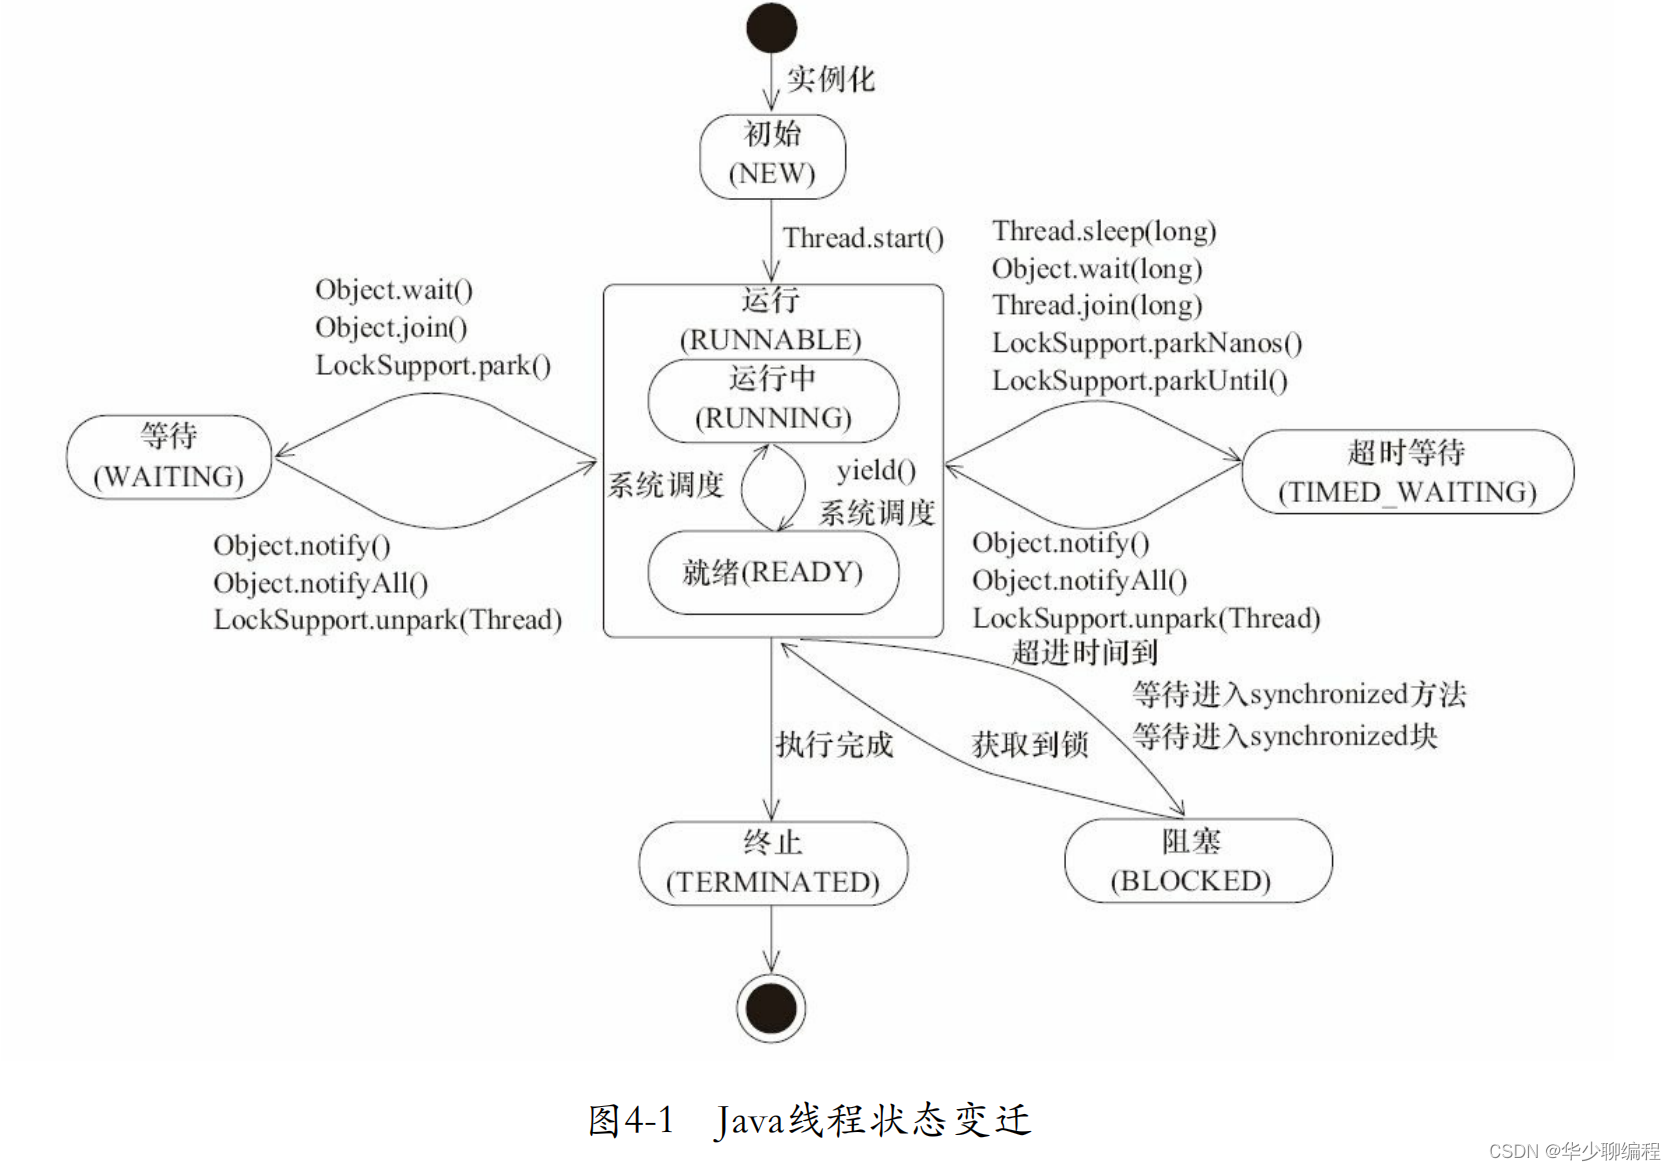 实例化
初始
(NEW)
Thread.start()
Thread.sleep(long)
Object.wait(long)
Thread.join(long)
LockSupport.parkNanos()
LockSupport.parkUntil()
Object.wait()
Object.join()
LockSupport.park()
运行
(RUNNABLE)
运行中
(RUNNING)
等待
(WAITING)
超时等待
(TIMED_WAITING)
系统调度
yield()
系统调度
就绪(READY)
Object.notify()
Object.notifyAll()
LockSupport.unpark(Thread)
Object.notify()
Object.notifyAll()
LockSupport.unpark(Thread)
超进时间到
等待进入synchronized方法
等待进入synchronized块
执行完成
获取到锁
终止
(TERMINATED)
阻塞
(BLOCKED)
图4-1 Java线程状态变迁
CSDN @华少聊编程